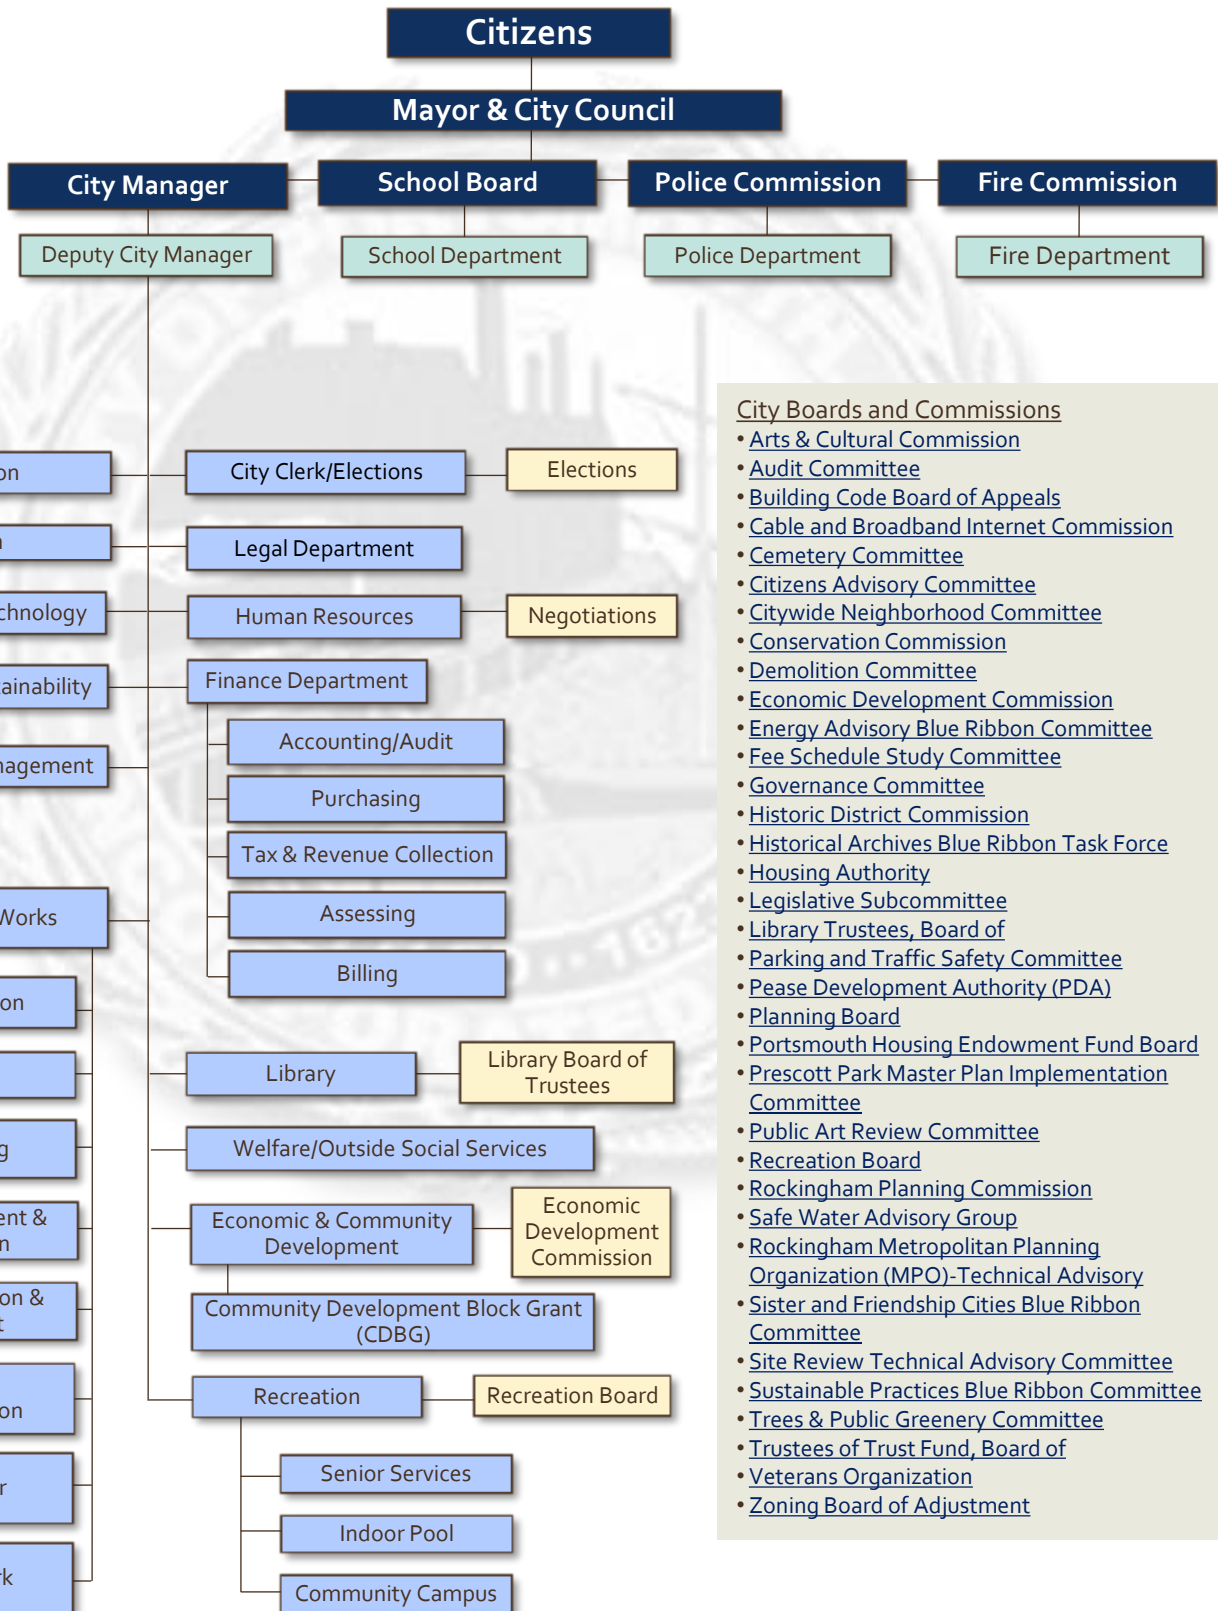 Citizens
Mayor & City Council
City Manager
School Board
Police Commission
Fire Commission
Deputy City Manager
School Department
Police Department
Fire Department
City Clerk/Elections
Elections
Legal Department
Human Resources
Negotiations
Finance Department
Accounting/Audit
Purchasing
Tax & Revenue Collection
Assessing
Billing
Works
Library
Library Board of
Trustees
Welfare/Outside Social Services
Economic & Community
Development
Economic
Development
Commission
Community Development Block Grant
(CDBG)
Recreation
Recreation Board
Senior Services
Indoor Pool
Community Campus
City Boards and Commissions
• Arts & Cultural Commission
• Audit Committee
• Building Code Board of Appeals
• Cable and Broadband Internet Commission
• Cemetery Committee
• Citizens Advisory Committee
• Citywide Neighborhood Committee
• Conservation Commission
• Demolition Committee
• Economic Development Commission
• Energy Advisory Blue Ribbon Committee
• Fee Schedule Study Committee
• Governance Committee
• Historic District Commission
• Historical Archives Blue Ribbon Task Force
• Housing Authority
• Legislative Subcommittee
• Library Trustees, Board of
• Parking and Traffic Safety Committee
• Pease Development Authority (PDA)
• Planning Board
• Portsmouth Housing Endowment Fund Board
• Prescott Park Master Plan Implementation
Committee
• Public Art Review Committee
• Recreation Board
• Rockingham Planning Commission
• Safe Water Advisory Group
• Rockingham Metropolitan Planning
Organization (MPO)-Technical Advisory
• Sister and Friendship Cities Blue Ribbon
Committee
• Site Review Technical Advisory Committee
• Sustainable Practices Blue Ribbon Committee
• Trees & Public Greenery Committee
• Trustees of Trust Fund, Board of
• Veterans Organization
• Zoning Board of Adjustment